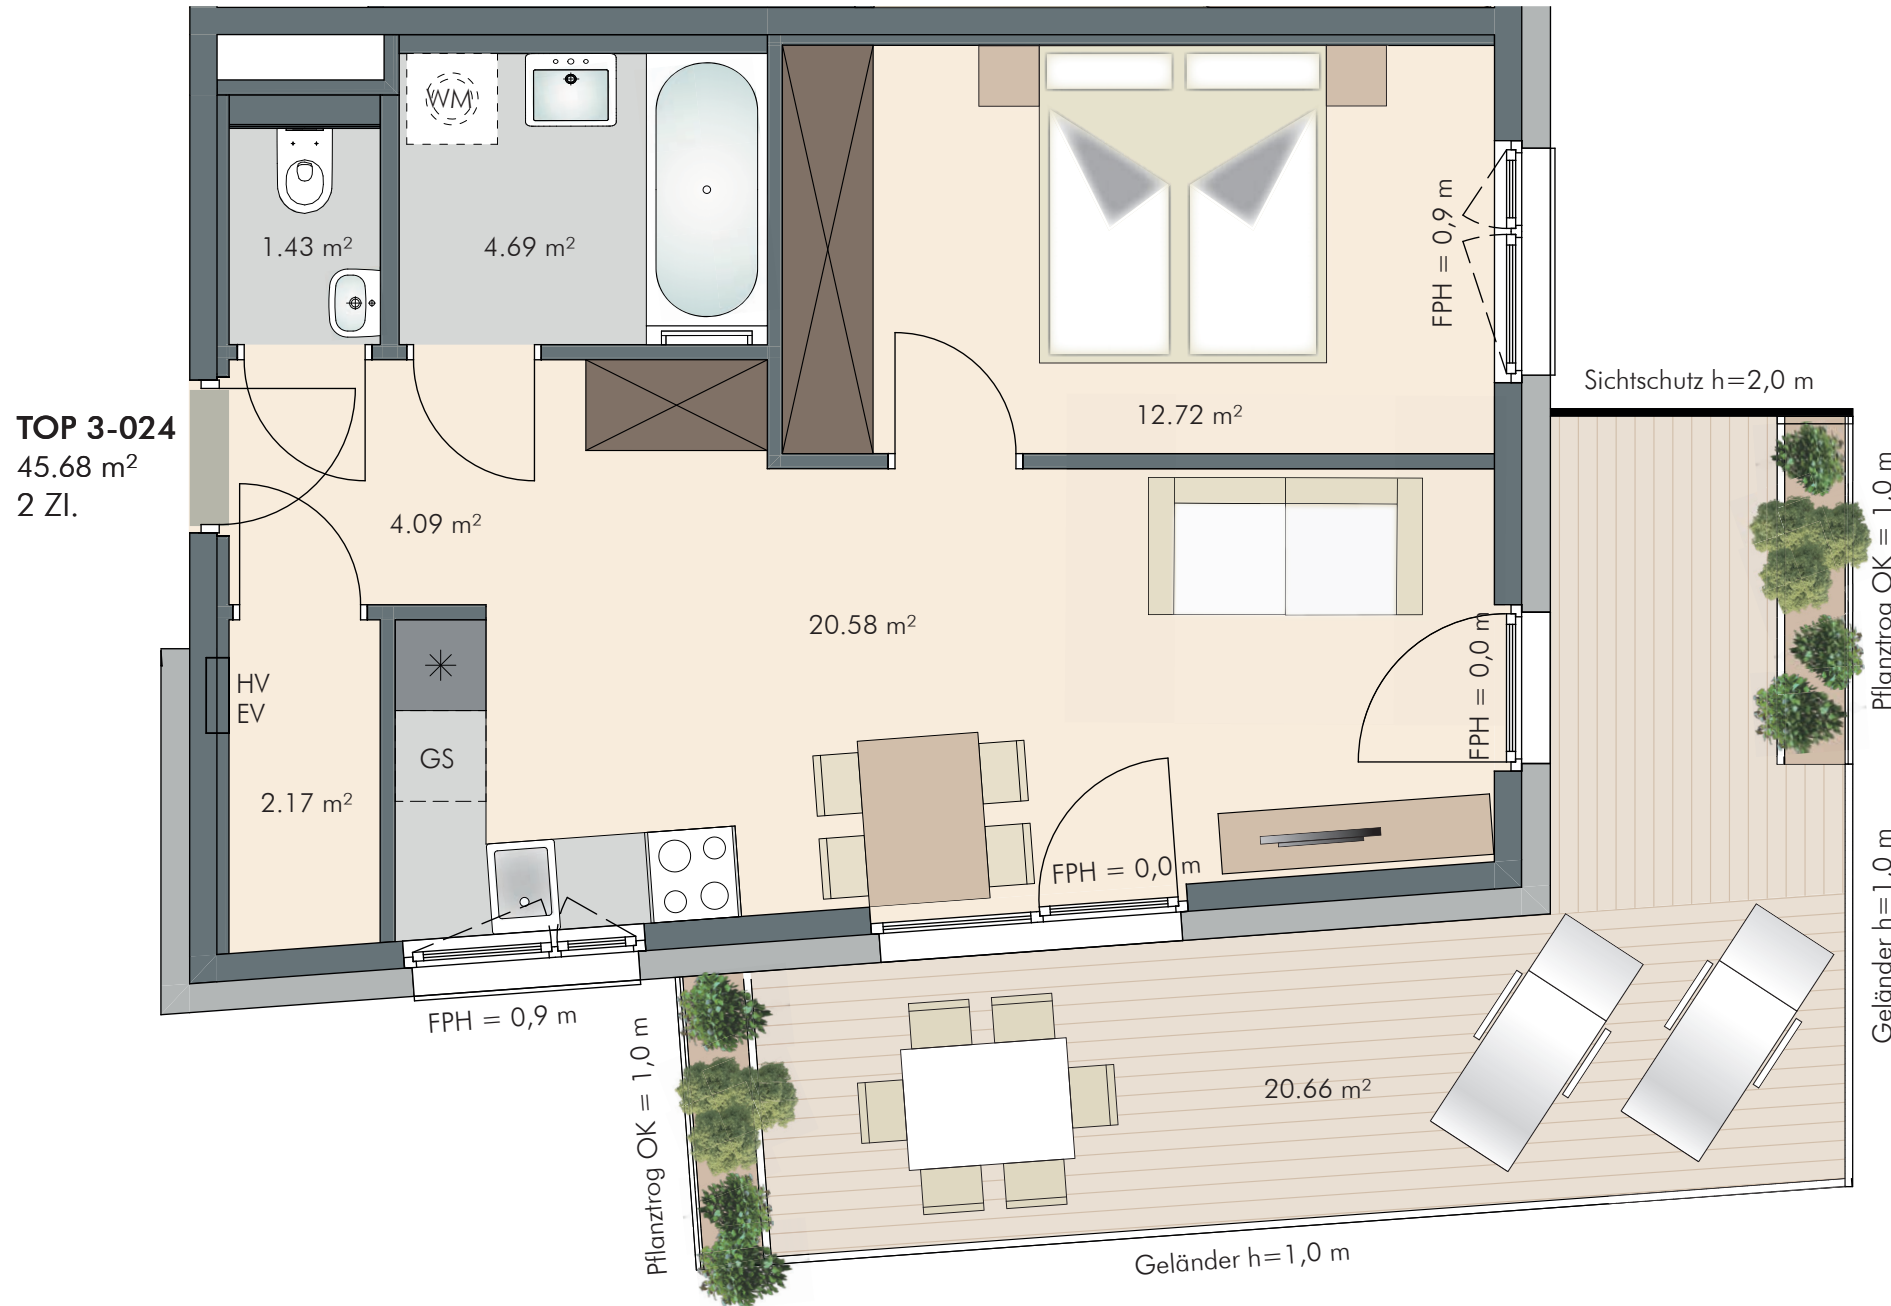 WM
1.43 m²
4.69 m²
FPH = 0,9 m
Sichtschutz h=2,0 m
12.72 m²
TOP 3-024
45.68 m²
2 ZI.
4.09 m²
Pflanztrog OK = 1.0 m
20.58 m²
FPH = 0,0 m
HV
EV
GS
2.17 m²
FPH = 0,0 m
Geländer h=1.0 m
FPH = 0,9 m
Pflanztrog OK = 1,0 m
20.66 m²
Geländer h=1,0 m